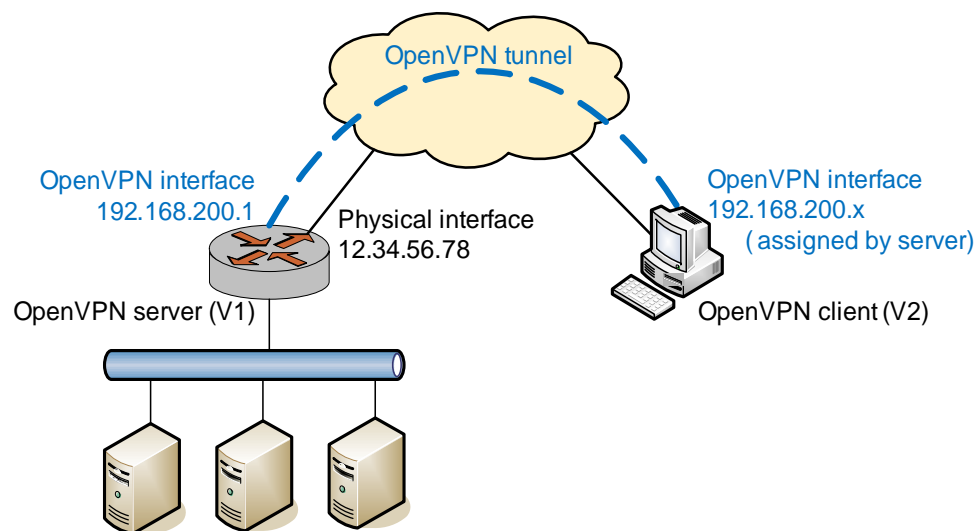 OpenVPN tunnel
OpenVPN interface
192.168.200.1
Physical interface
12.34.56.78
OpenVPN interface
192.168.200.x
( assigned by server)
OpenVPN server (V1)
OpenVPN client (V2)